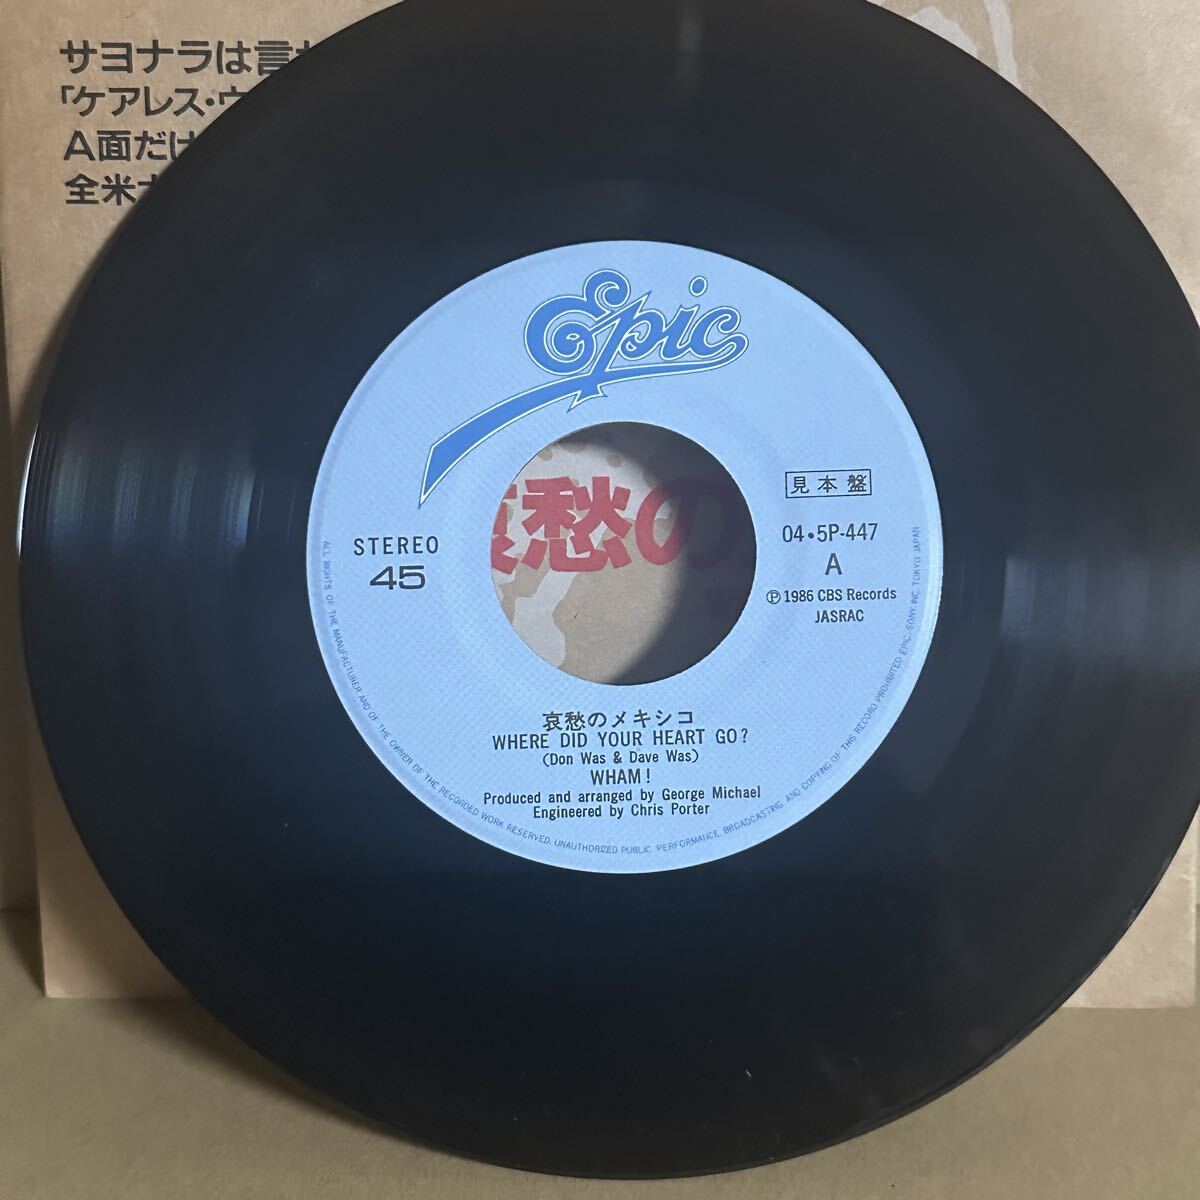 サヨナラは言わ
「ケアレス・ウ
A面だけ
全米ナ
Epic
哀愁の
見本盤
STEREO
45
04・5P-447
A
Ⓟ 1986 CBS Records
JASRAC
哀愁のメキシコ
WHERE DID YOUR HEART GO?
(Don Was & Dave Was)
WHAM!
Produced and arranged by George Michael
Engineered by Chris Porter
ALL RIGHTS OF THE MANUFACTURER AND OF THE OWNER OF THE RECORDED WORK RESERVED. UNAUTHORIZED PUBLIC PERFORMANCE, BROADCASTING AND COPYING OF THIS RECORD PROHIBITED EPIC・SONY INC. TOKYO JAPAN